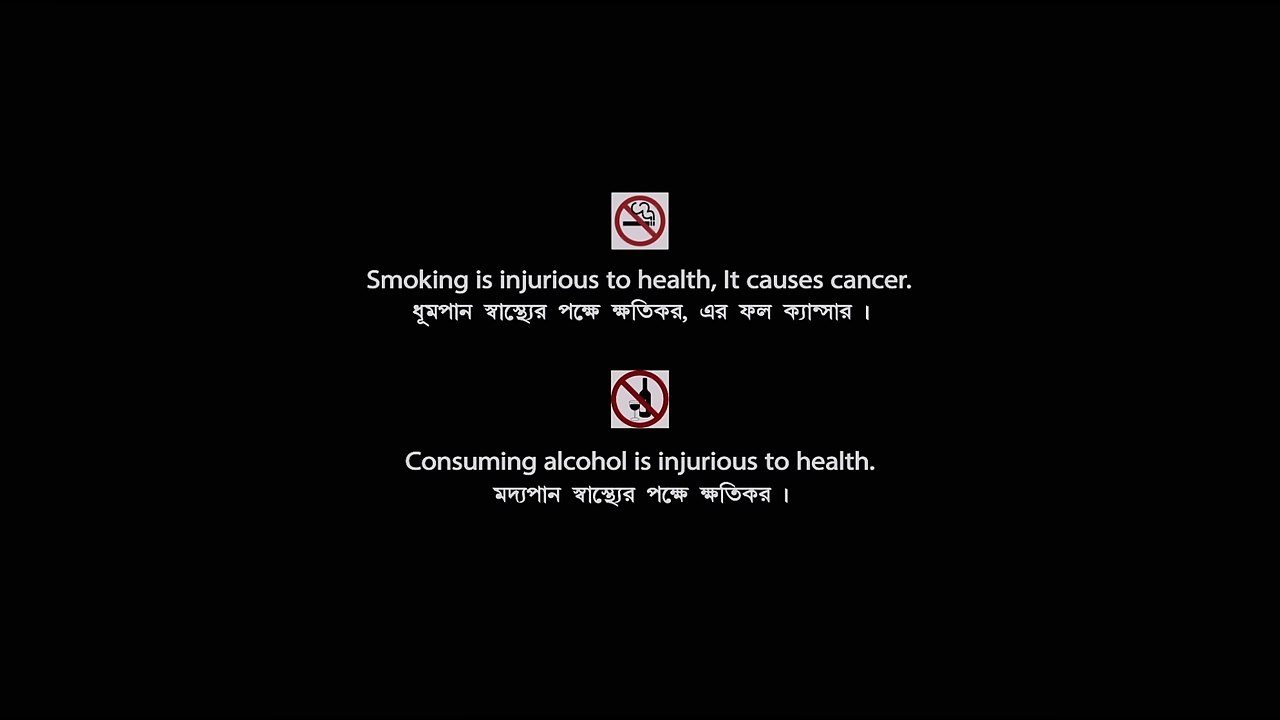 Smoking is injurious to health, It causes cancer.
ধূমপান স্বাস্থ্যের পক্ষে ক্ষতিকর, এর ফল ক্যান্সার ।
Consuming alcohol is injurious to health.
মদ্যপান স্বাস্থ্যের পক্ষে ক্ষতিকর ।